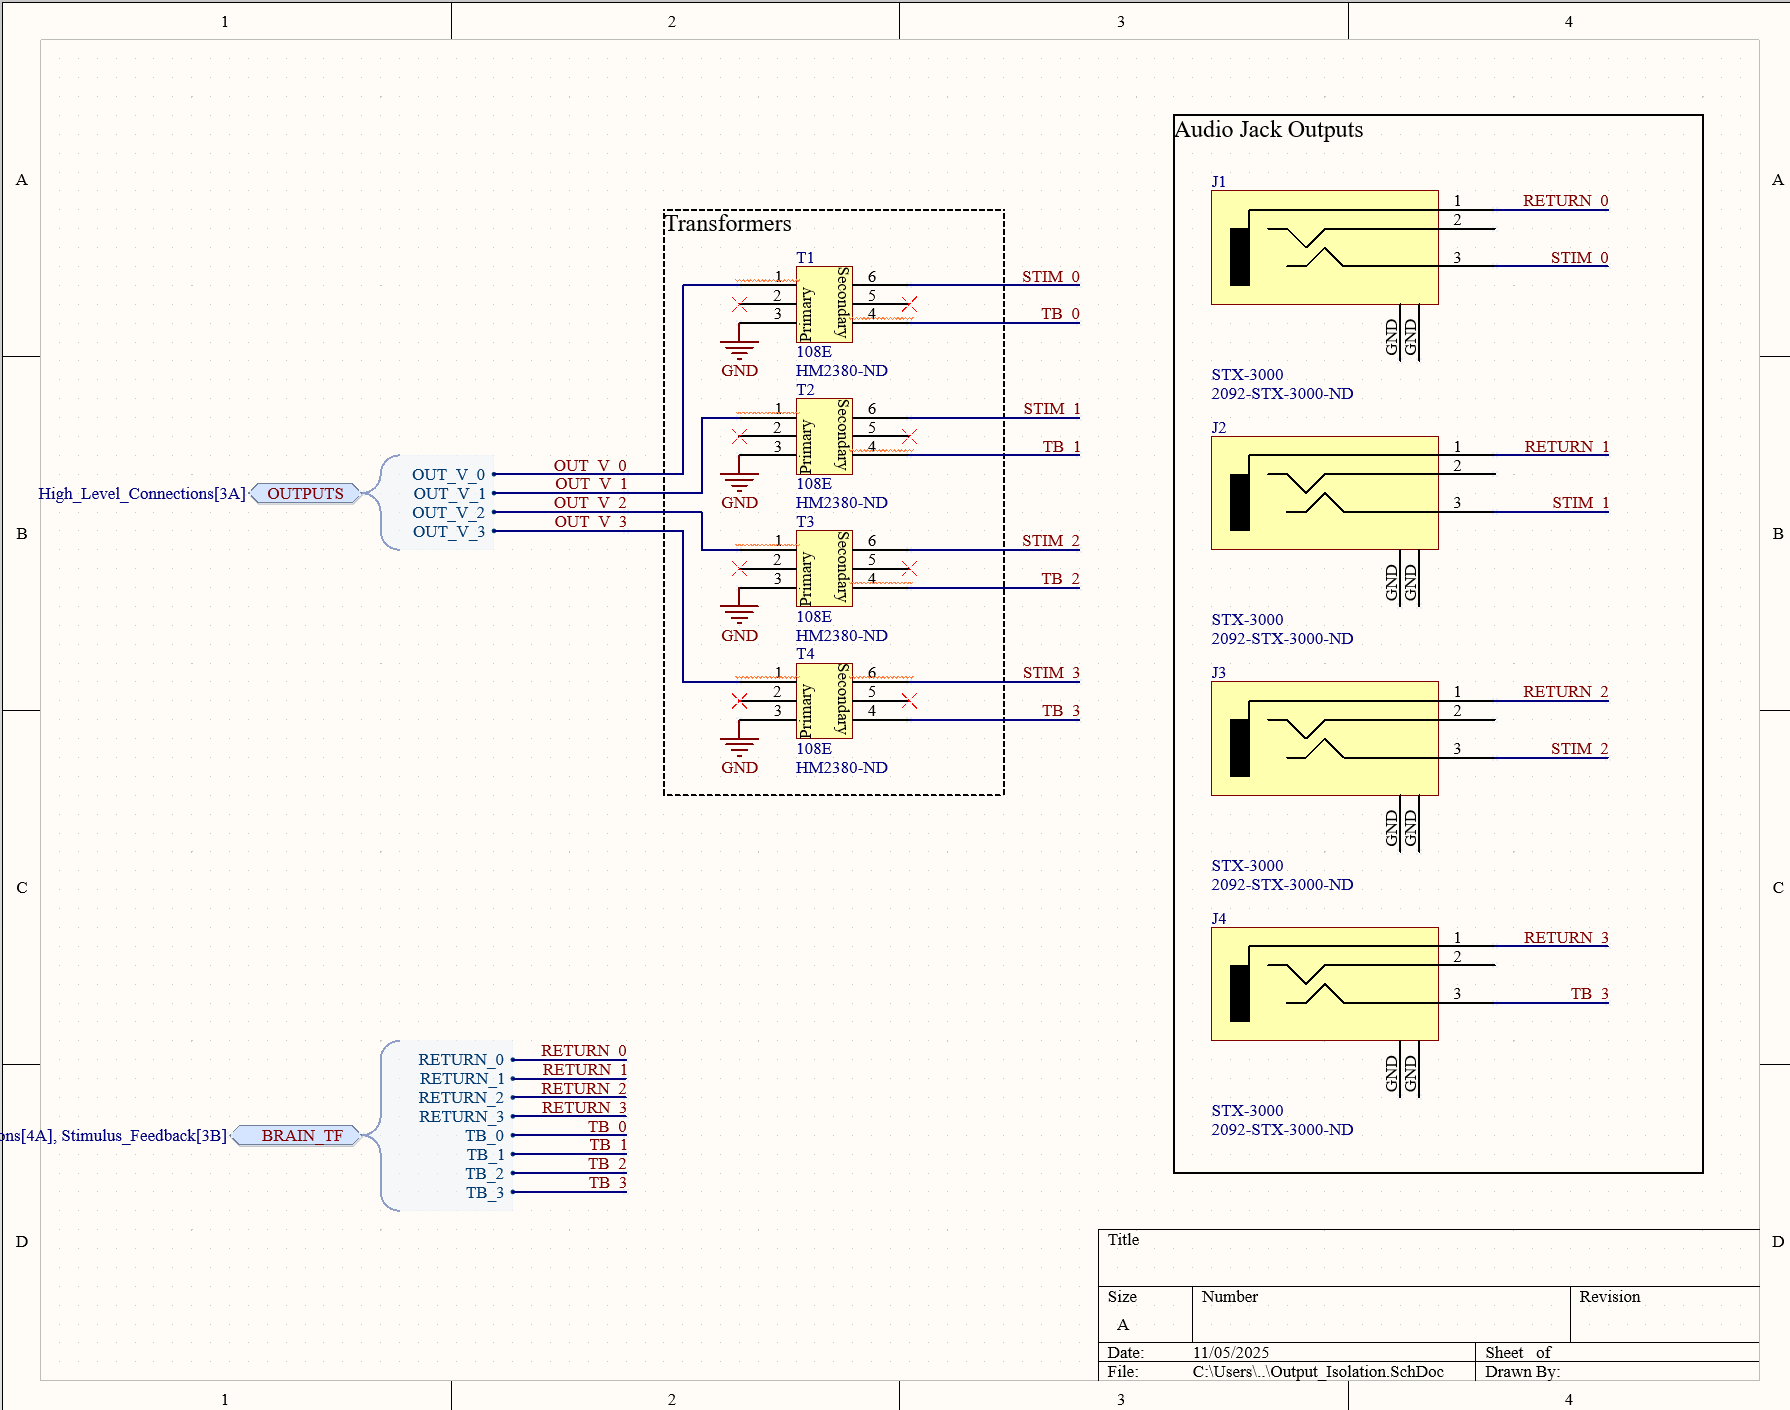 1 2 3 4
A
B
C
D
A
B
C
D
Audio Jack Outputs
J1
1 RETURN_0
2
3 STIM_0
GND GND
STX-3000
2092-STX-3000-ND
J2
1 RETURN_1
2
3 STIM_1
GND GND
STX-3000
2092-STX-3000-ND
J3
1 RETURN_2
2
3 STIM_2
GND GND
STX-3000
2092-STX-3000-ND
J4
1 RETURN_3
2
3 TB_3
GND GND
STX-3000
2092-STX-3000-ND
Transformers
T1
1 6 STIM_0
2 5
3 4 TB_0
Primary Secondary
GND
108E
HM2380-ND
T2
1 6 STIM_1
2 5
3 4 TB_1
Primary Secondary
GND
108E
HM2380-ND
T3
1 6 STIM_2
2 5
3 4 TB_2
Primary Secondary
GND
108E
HM2380-ND
T4
1 6 STIM_3
2 5
3 4 TB_3
Primary Secondary
GND
108E
HM2380-ND
High_Level_Connections[3A] OUTPUTS
OUT_V_0 OUT_V_0
OUT_V_1 OUT_V_1
OUT_V_2 OUT_V_2
OUT_V_3 OUT_V_3
ons[4A], Stimulus_Feedback[3B] BRAIN_TF
RETURN_0 RETURN_0
RETURN_1 RETURN_1
RETURN_2 RETURN_2
RETURN_3 RETURN_3
TB_0 TB_0
TB_1 TB_1
TB_2 TB_2
TB_3 TB_3
Title
Size Number Revision
A
Date: 11/05/2025 Sheet of
File: C:\Users\..\Output_Isolation.SchDoc Drawn By:
1 2 3 4